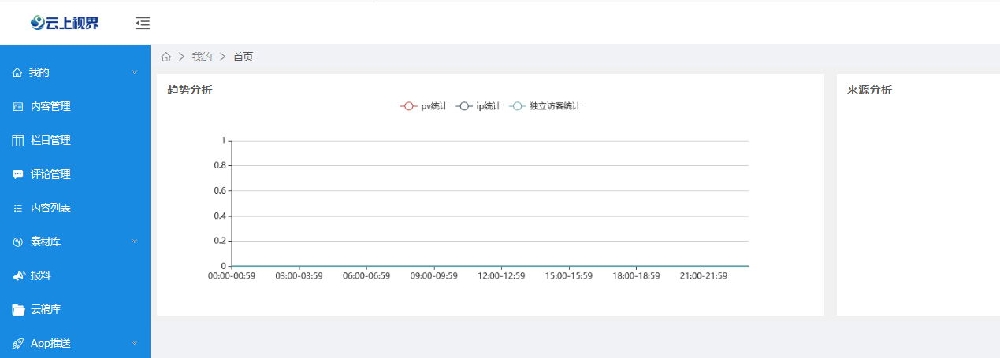 云上视界
我的 > 首页
我的
内容管理
栏目管理
评论管理
内容列表
素材库
报料
云稿库
App推送
趋势分析
pv统计 ip统计 独立访客统计
1
0.8
0.6
0.4
0.2
0
00:00-00:59 03:00-03:59 06:00-06:59 09:00-09:59 12:00-12:59 15:00-15:59 18:00-18:59 21:00-21:59
来源分析